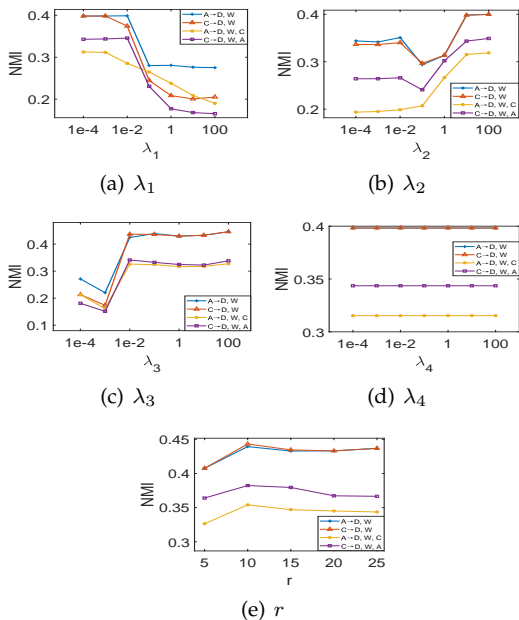 NMI
0.4
0.3
0.2
A→D, W
C→D, W
A→D, W, C
C→D, W, A
1e-4 1e-2 1 100
λ1
(a) λ1
NMI
0.4
0.3
0.2
A→D, W
C→D, W
A→D, W, C
C→D, W, A
1e-4 1e-2 1 100
λ2
(b) λ2
NMI
0.4
0.3
0.2
0.1
A→D, W
C→D, W
A→D, W, C
C→D, W, A
1e-4 1e-2 1 100
λ3
(c) λ3
NMI
0.4
0.35
0.3
A→D, W
C→D, W
A→D, W, C
C→D, W, A
1e-4 1e-2 1 100
λ4
(d) λ4
NMI
0.45
0.4
0.35
0.3
A→D, W
C→D, W
A→D, W, C
C→D, W, A
5 10 15 20 25
r
(e) r